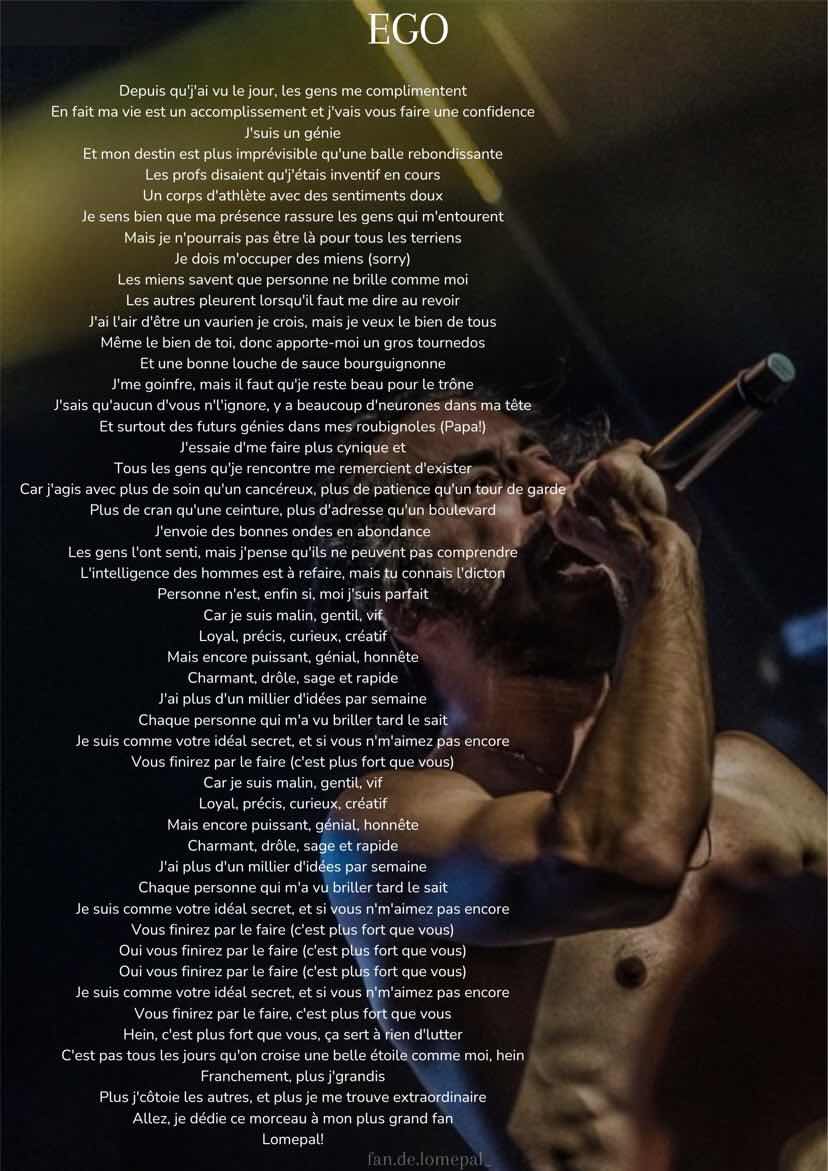 EGO
Depuis qu'j'ai vu le jour, les gens me complimentent
En fait ma vie est un accomplissement et j'vais vous faire une confidence
J'suis un génie
Et mon destin est plus imprévisible qu'une balle rebondissante
Les profs disaient qu'j'étais inventif en cours
Un corps d'athlète avec des sentiments doux
Je sens bien que ma présence rassure les gens qui m'entourent
Mais je n'pourrais pas être là pour tous les terriens
Je dois m'occuper des miens (sorry)
Les miens savent que personne ne brille comme moi
Les autres pleurent lorsqu'il faut me dire au revoir
J'ai l'air d'être un vaurien je crois, mais je veux le bien de tous
Même le bien de toi, donc apporte-moi un gros tournedos
Et une bonne louche de sauce bourguignonne
J'me goinfre, mais il faut qu'je reste beau pour le trône
J'sais qu'aucun d'vous n'l'ignore, y a beaucoup d'neurones dans ma tête
Et surtout des futurs génies dans mes roubignoles (Papa!)
J'essaie d'me faire plus cynique et
Tous les gens qu'je rencontre me remercient d'exister
Car j'agis avec plus de soin qu'un cancéreux, plus de patience qu'un tour de garde
Plus de cran qu'une ceinture, plus d'adresse qu'un boulevard
J'envoie des bonnes ondes en abondance
Les gens l'ont senti, mais j'pense qu'ils ne peuvent pas comprendre
L'intelligence des hommes est à refaire, mais tu connais l'dicton
Personne n'est, enfin si, moi j'suis parfait
Car je suis malin, gentil, vif
Loyal, précis, curieux, créatif
Mais encore puissant, génial, honnête
Charmant, drôle, sage et rapide
J'ai plus d'un millier d'idées par semaine
Chaque personne qui m'a vu briller tard le sait
Je suis comme votre idéal secret, et si vous n'm'aimez pas encore
Vous finirez par le faire (c'est plus fort que vous)
Car je suis malin, gentil, vif
Loyal, précis, curieux, créatif
Mais encore puissant, génial, honnête
Charmant, drôle, sage et rapide
J'ai plus d'un millier d'idées par semaine
Chaque personne qui m'a vu briller tard le sait
Je suis comme votre idéal secret, et si vous n'm'aimez pas encore
Vous finirez par le faire (c'est plus fort que vous)
Oui vous finirez par le faire (c'est plus fort que vous)
Oui vous finirez par le faire (c'est plus fort que vous)
Je suis comme votre idéal secret, et si vous n'm'aimez pas encore
Vous finirez par le faire, c'est plus fort que vous
Hein, c'est plus fort que vous, ça sert à rien d'lutter
C'est pas tous les jours qu'on croise une belle étoile comme moi, hein
Franchement, plus j'grandis
Plus j'côtoie les autres, et plus je me trouve extraordinaire
Allez, je dédie ce morceau à mon plus grand fan
Lomepal!
fan.de.lomepal_